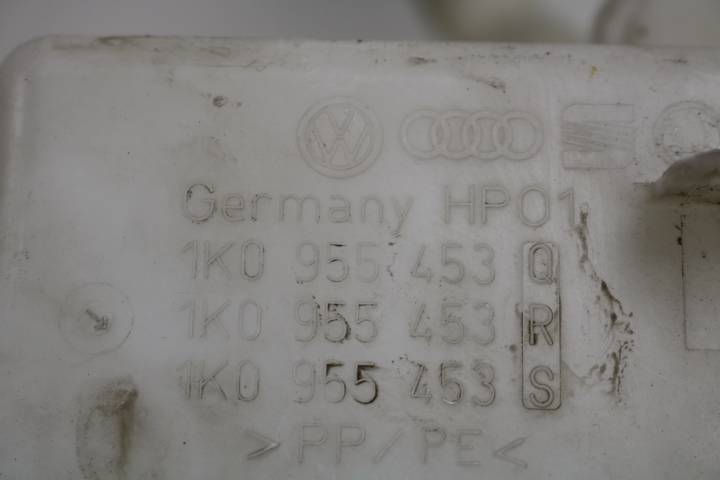 Germany HP01
1K0 955 453 Q
1K0 955 453 R
1K0 955 453 S
>PP/PE<